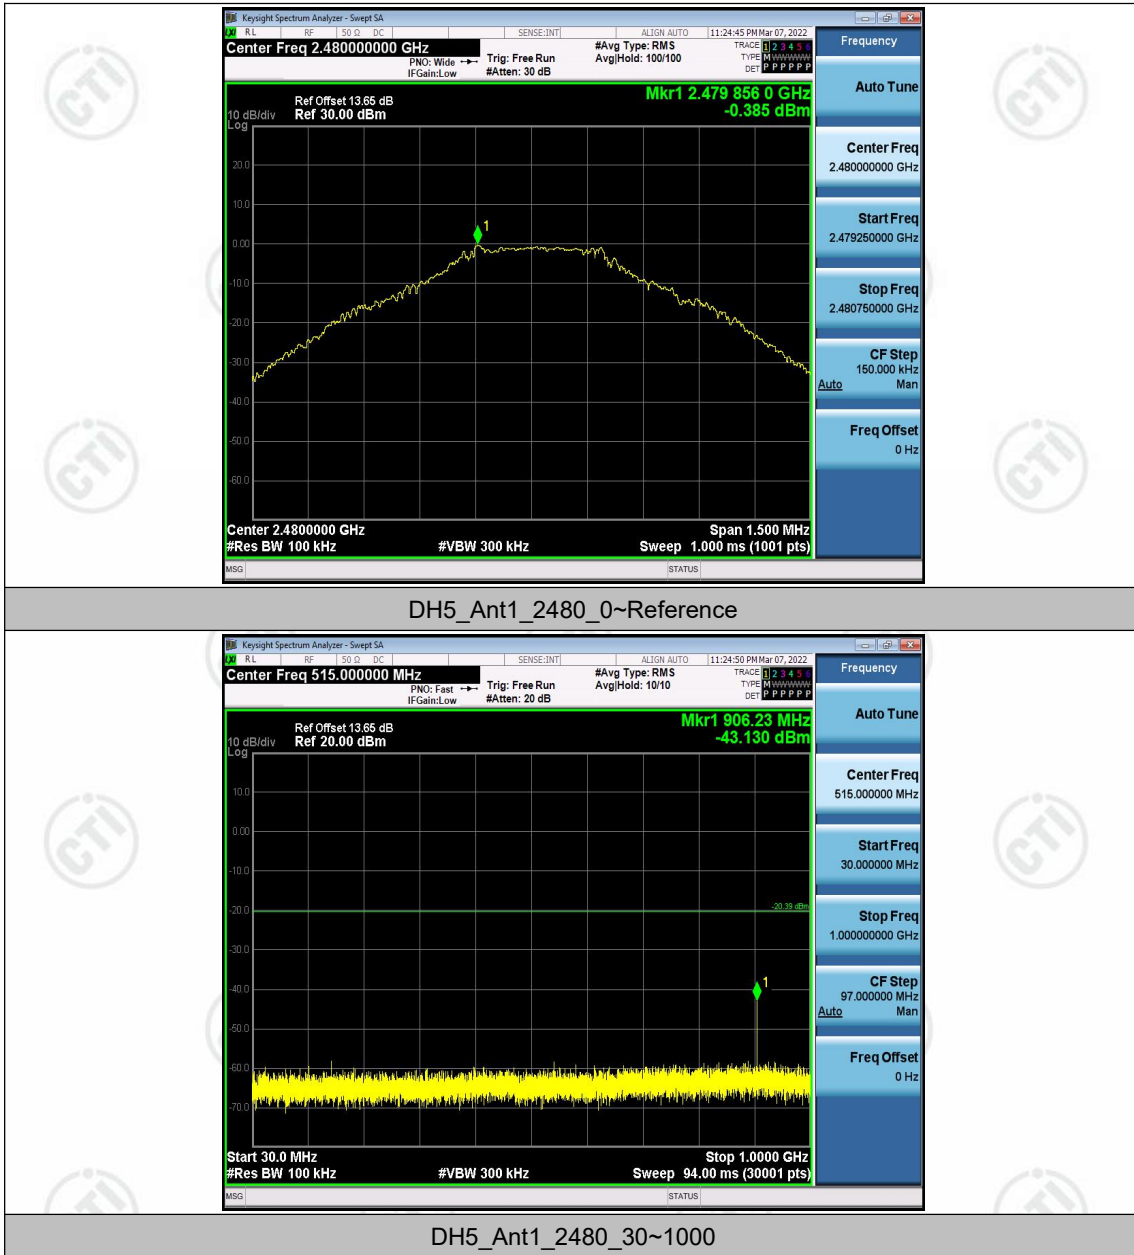 Keysight Spectrum Analyzer - Swept SA
LXI RL RF 50 Ω DC SENSE:INT ALIGN AUTO 11:24:45 PM Mar 07, 2022
Center Freq 2.480000000 GHz
PNO: Wide
IFGain:Low
Trig: Free Run
#Atten: 30 dB
#Avg Type: RMS
Avg|Hold: 100/100
TRACE 1 2 3 4 5 6
TYPE M WWWWW
DET P P P P P P
Frequency
Mkr1 2.479 856 0 GHz
-0.385 dBm
Ref Offset 13.65 dB
10 dB/div Ref 30.00 dBm
Log
20.0
10.0
0.00
-10.0
-20.0
-30.0
-40.0
-50.0
-60.0
1
Center 2.4800000 GHz Span 1.500 MHz
#Res BW 100 kHz #VBW 300 kHz Sweep 1.000 ms (1001 pts)
MSG STATUS
Auto Tune
Center Freq
2.480000000 GHz
Start Freq
2.479250000 GHz
Stop Freq
2.480750000 GHz
CF Step
150.000 kHz
Auto Man
Freq Offset
0 Hz
DH5_Ant1_2480_0~Reference
Keysight Spectrum Analyzer - Swept SA
LXI RL RF 50 Ω DC SENSE:INT ALIGN AUTO 11:24:50 PM Mar 07, 2022
Center Freq 515.000000 MHz
PNO: Fast
IFGain:Low
Trig: Free Run
#Atten: 20 dB
#Avg Type: RMS
Avg|Hold: 10/10
TRACE 1 2 3 4 5 6
TYPE M WWWWW
DET P P P P P P
Frequency
Mkr1 906.23 MHz
-43.130 dBm
Ref Offset 13.65 dB
10 dB/div Ref 20.00 dBm
Log
10.0
0.00
-10.0
-20.0
-30.0
-40.0
-50.0
-60.0
-70.0
-20.39 dBm
1
Start 30.0 MHz Stop 1.0000 GHz
#Res BW 100 kHz #VBW 300 kHz Sweep 94.00 ms (30001 pts)
MSG STATUS
Auto Tune
Center Freq
515.000000 MHz
Start Freq
30.000000 MHz
Stop Freq
1.000000000 GHz
CF Step
97.000000 MHz
Auto Man
Freq Offset
0 Hz
DH5_Ant1_2480_30~1000
CTI
CTI
CTI
CTI
CTI
CTI